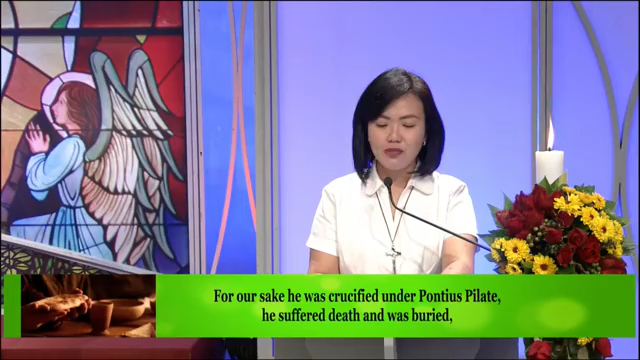 For our sake he was crucified under Pontius Pilate,
he suffered death and was buried,